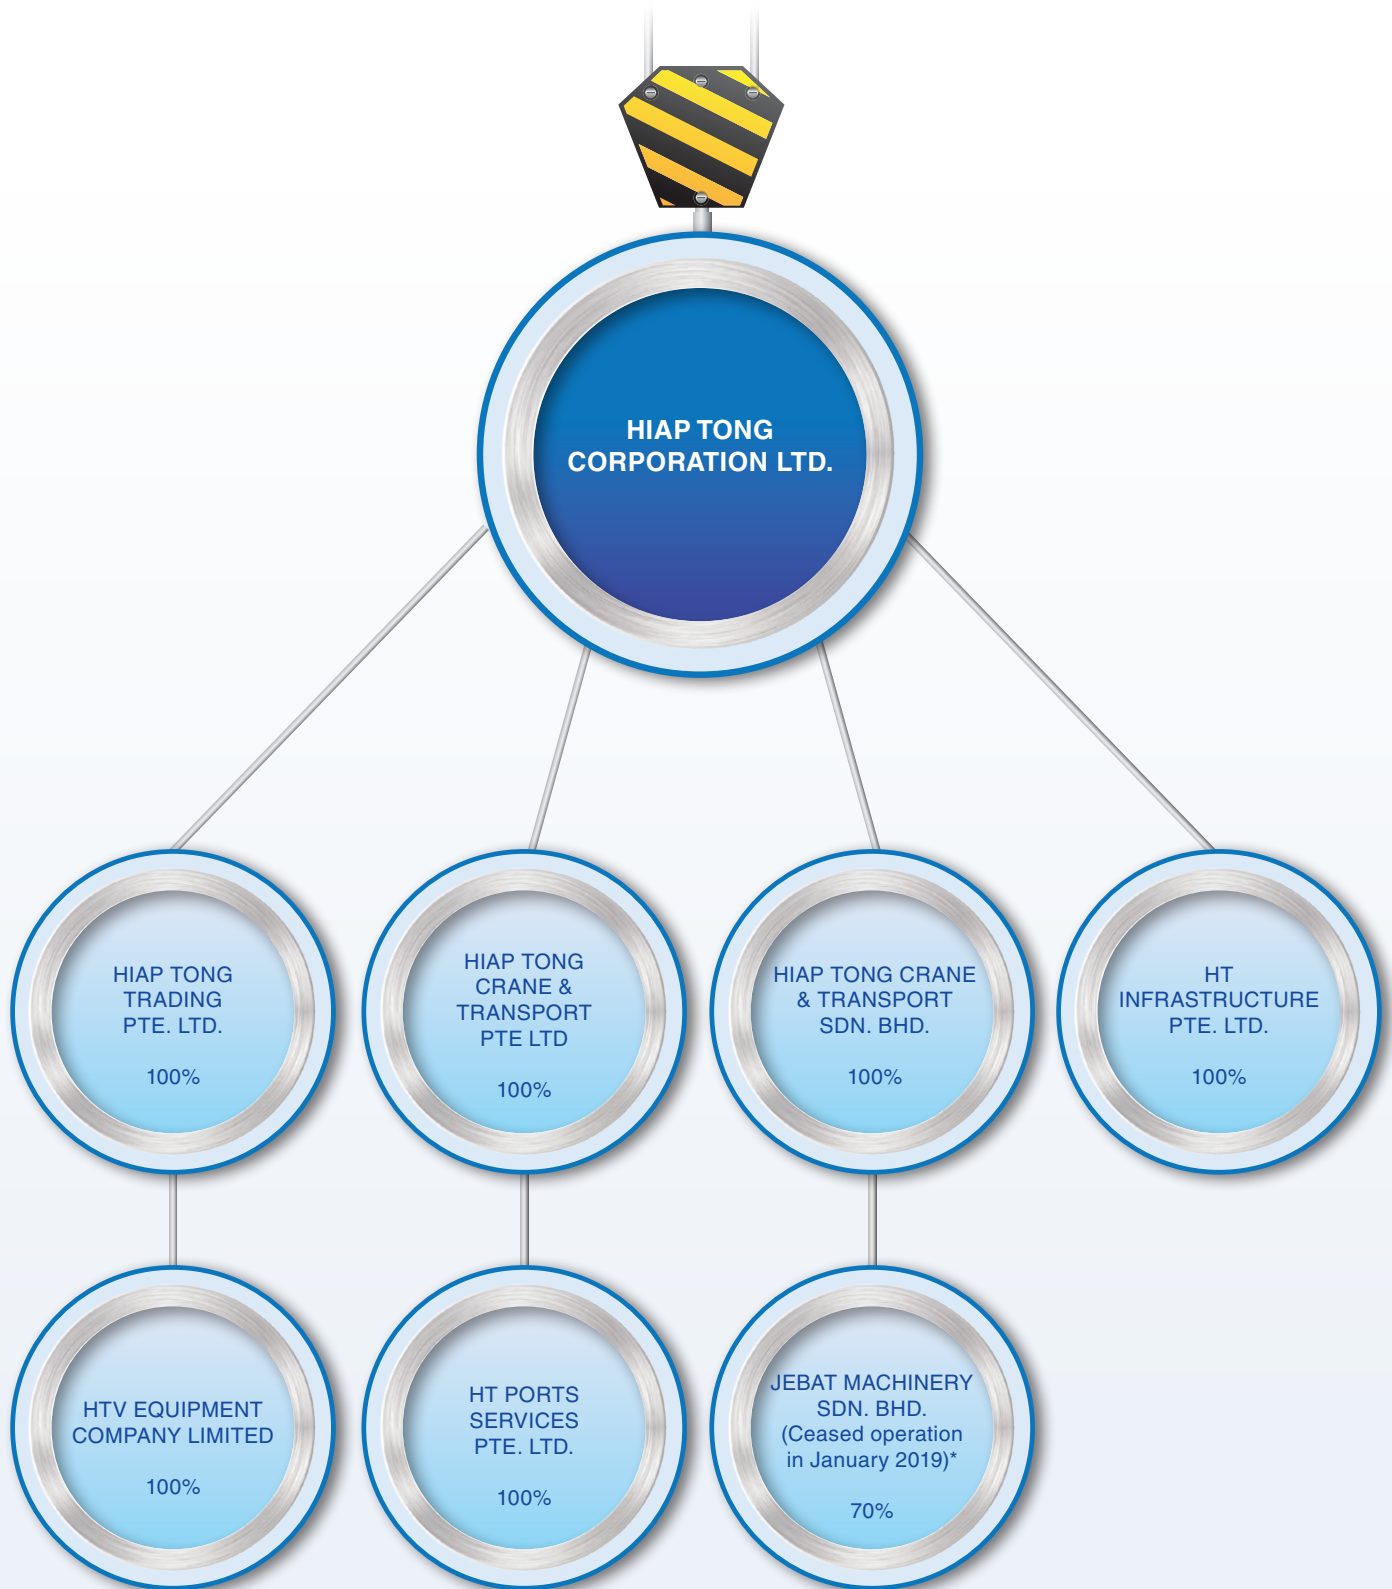 HIAP TONG
CORPORATION LTD.
HIAP TONG
TRADING
PTE. LTD.
100%
HIAP TONG
CRANE &
TRANSPORT
PTE LTD
100%
HIAP TONG CRANE
& TRANSPORT
SDN. BHD.
100%
HT
INFRASTRUCTURE
PTE. LTD.
100%
HTV EQUIPMENT
COMPANY LIMITED
100%
HT PORTS
SERVICES
PTE. LTD.
100%
JEBAT MACHINERY
SDN. BHD.
(Ceased operation
in January 2019)*
70%